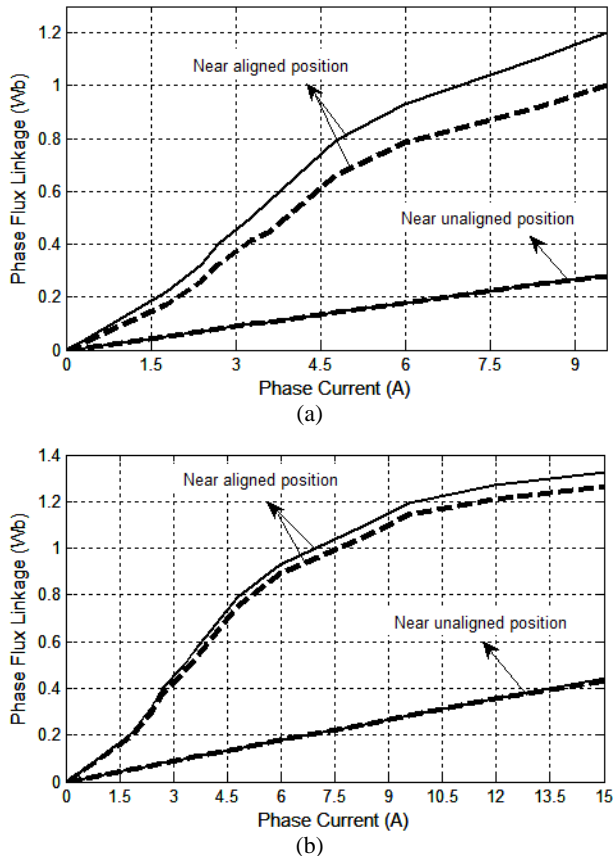 1.2
1
0.8
0.6
0.4
0.2
0
Phase Flux Linkage (Wb)
Near aligned position
Near unaligned position
0 1.5 3 4.5 6 7.5 9
Phase Current (A)
(a)
1.4
1.2
1
0.8
0.6
0.4
0.2
0
Phase Flux Linkage (Wb)
Near aligned position
Near unaligned position
0 1.5 3 4.5 6 7.5 9 10.5 12 13.5 15
Phase Current (A)
(b)